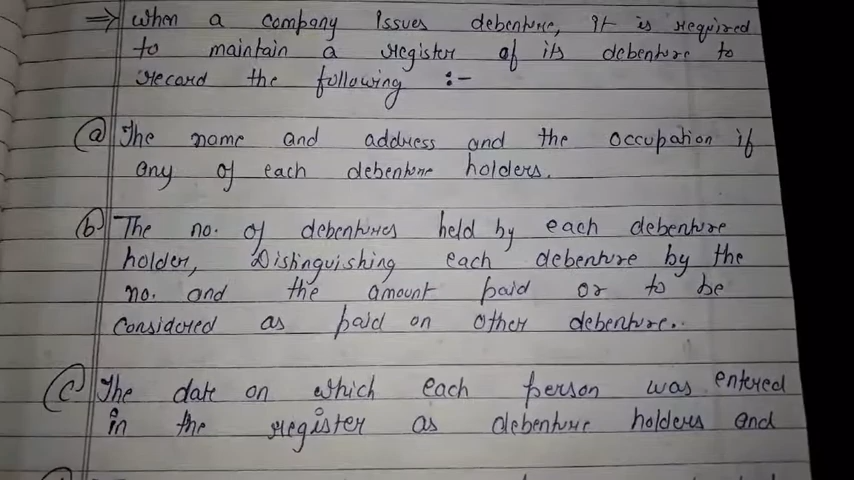 ⇒ When a company Issues debenture, It is required
to maintain a register of its debenture to
record the following :-
(a) The name and address and the occupation if
any of each debenture holders.
(b) The no. of debentures held by each debenture
holder, Distinguishing each debenture by the
no. and the amount paid or to be
Considered as paid on other debenture..
(c) The date on which each person was entered
in the register as debenture holders and